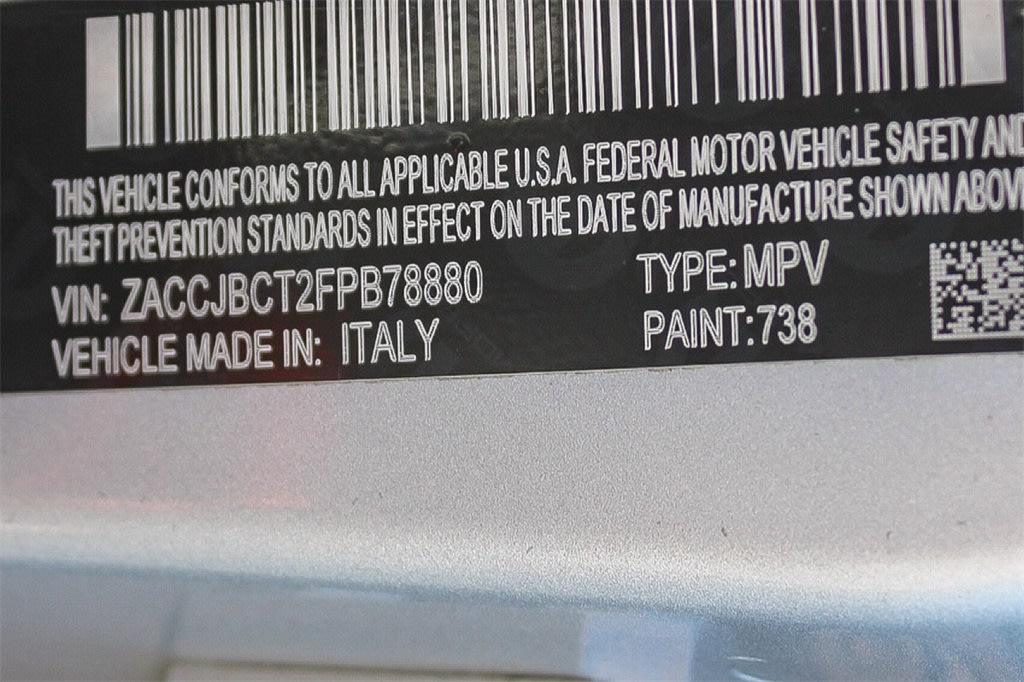 THIS VEHICLE CONFORMS TO ALL APPLICABLE U.S.A. FEDERAL MOTOR VEHICLE SAFETY AND
THEFT PREVENTION STANDARDS IN EFFECT ON THE DATE OF MANUFACTURE SHOWN ABOV
VIN: ZACCJBCT2FPB78880 TYPE: MPV
VEHICLE MADE IN: ITALY PAINT:738